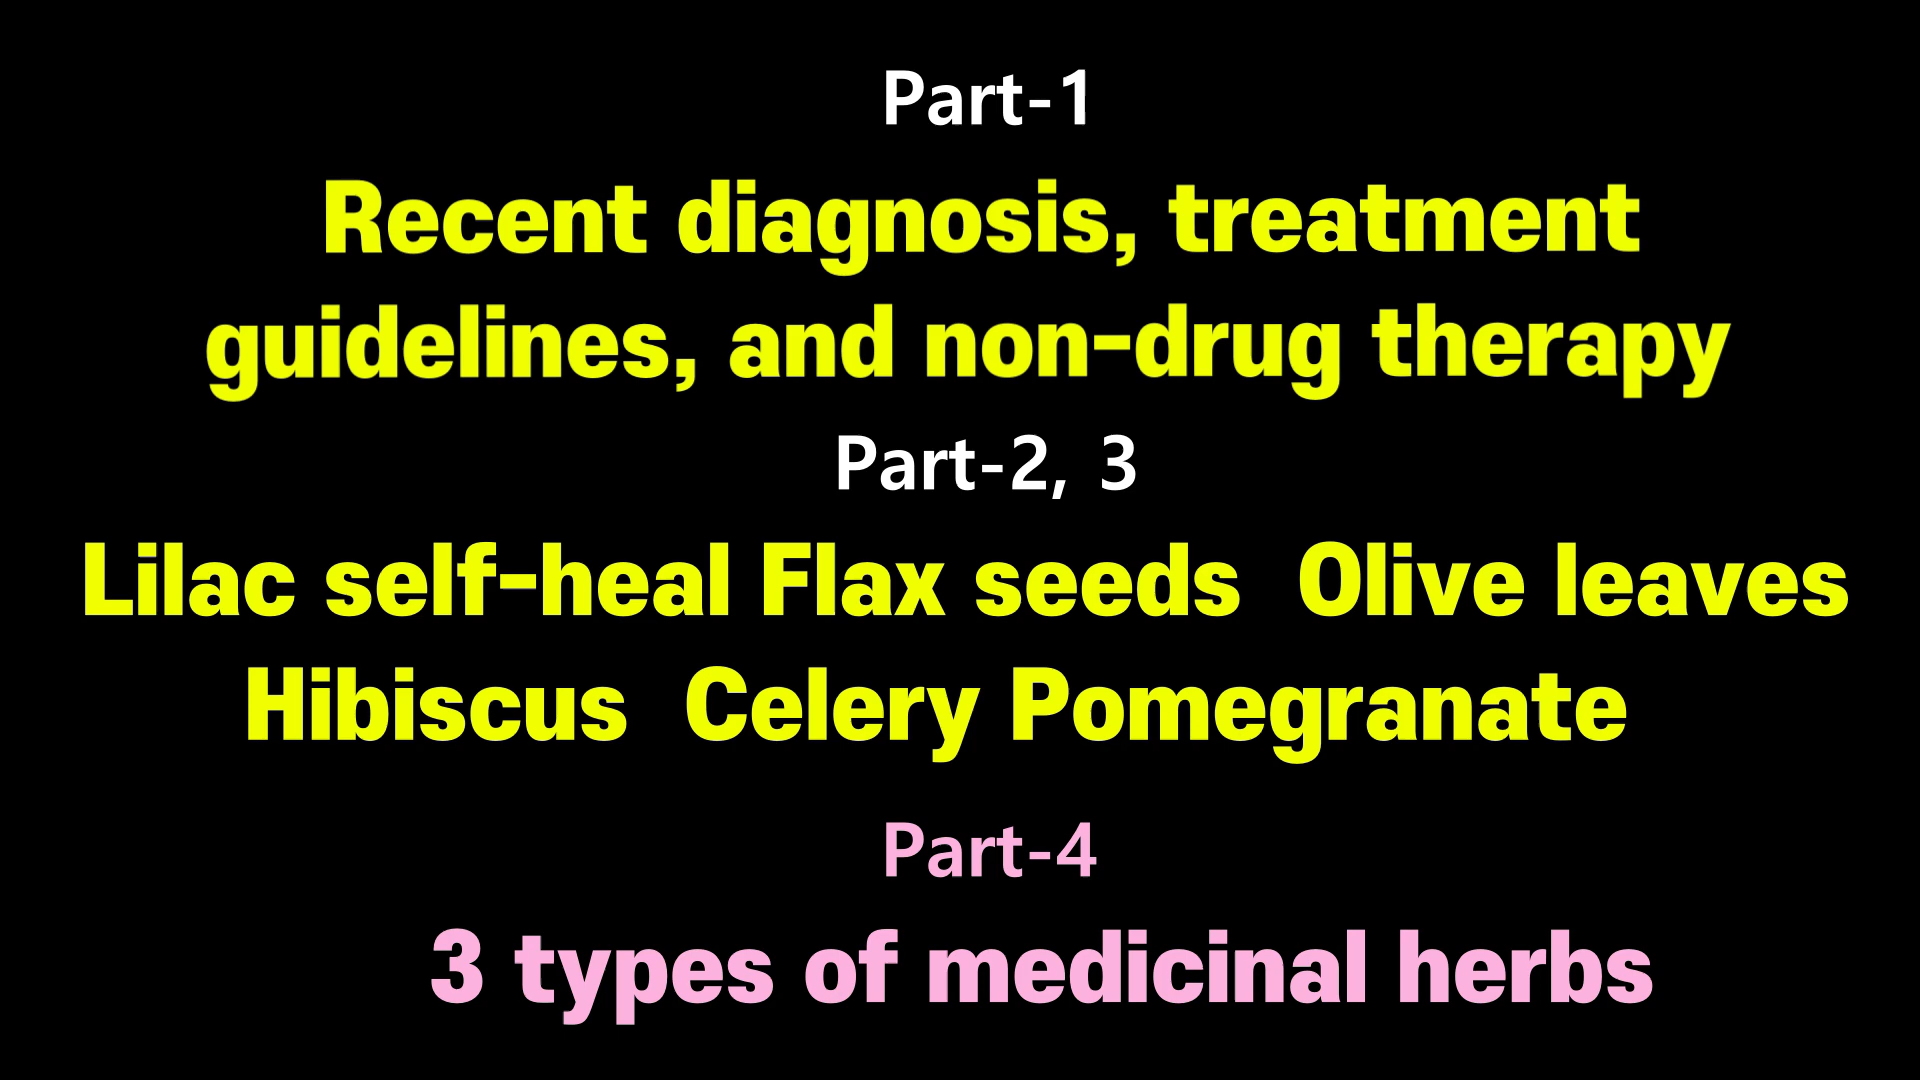 Part-1
Recent diagnosis, treatment
guidelines, and non-drug therapy
Part-2, 3
Lilac self-heal Flax seeds  Olive leaves
Hibiscus  Celery Pomegranate
Part-4
3 types of medicinal herbs